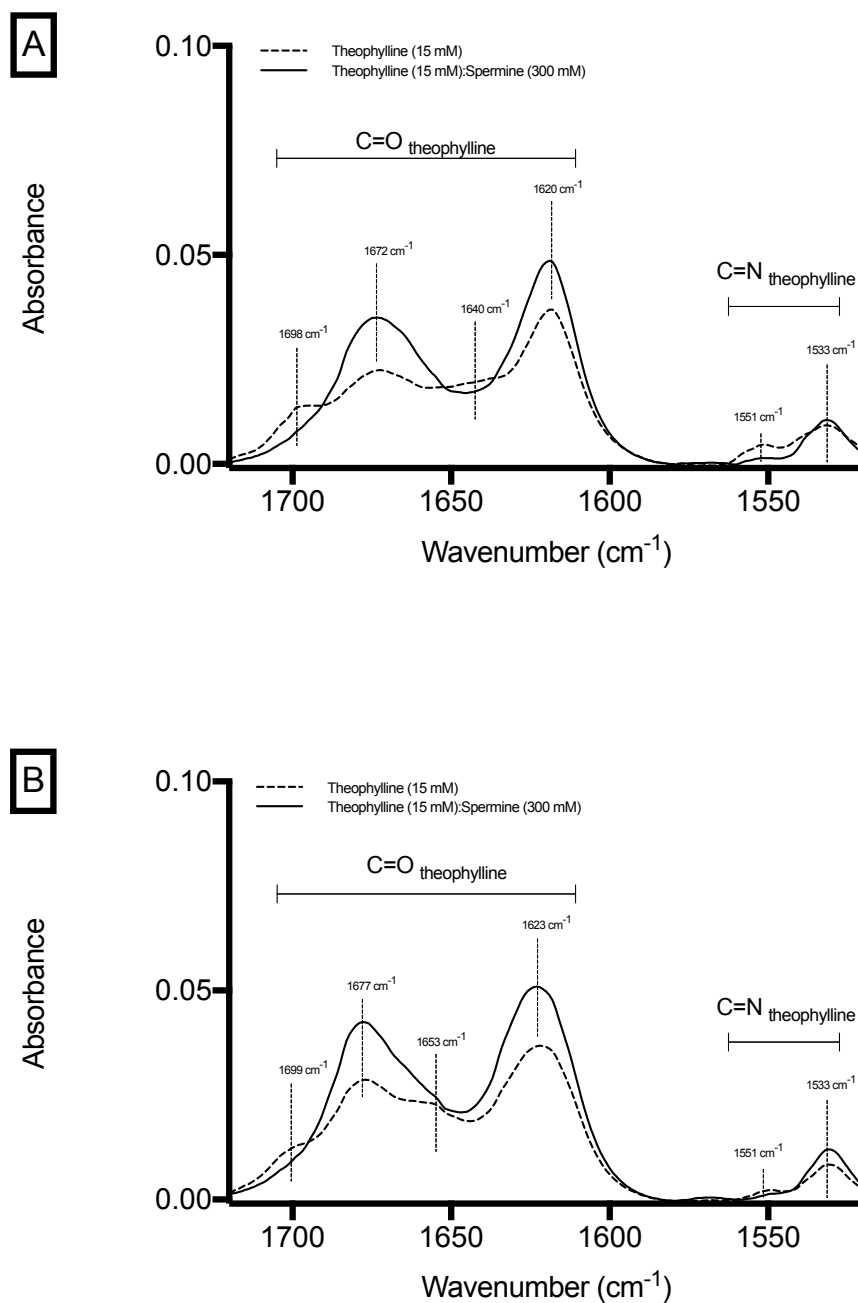 A
0.10
Theophylline (15 mM)
Theophylline (15 mM):Spermine (300 mM)
C=O theophylline
1620 cm-1
Absorbance
0.05
1672 cm-1
C=N theophylline
1640 cm-1
1698 cm-1
1533 cm-1
1551 cm-1
0.00
1700 1650 1600 1550
Wavenumber (cm-1)
B
0.10
Theophylline (15 mM)
Theophylline (15 mM):Spermine (300 mM)
C=O theophylline
1623 cm-1
Absorbance
0.05
1677 cm-1
C=N theophylline
1653 cm-1
1699 cm-1
1533 cm-1
1551 cm-1
0.00
1700 1650 1600 1550
Wavenumber (cm-1)